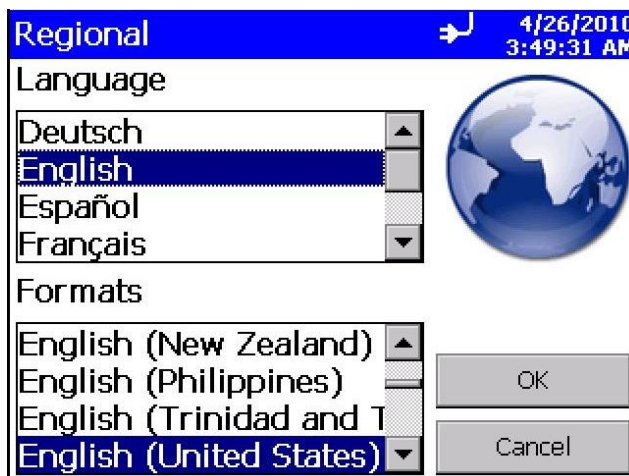 Regional
4/26/2010
3:49:31 AM
Language
Deutsch
English
Español
Français
Formats
English (New Zealand)
English (Philippines)
English (Trinidad and T
English (United States)
OK
Cancel